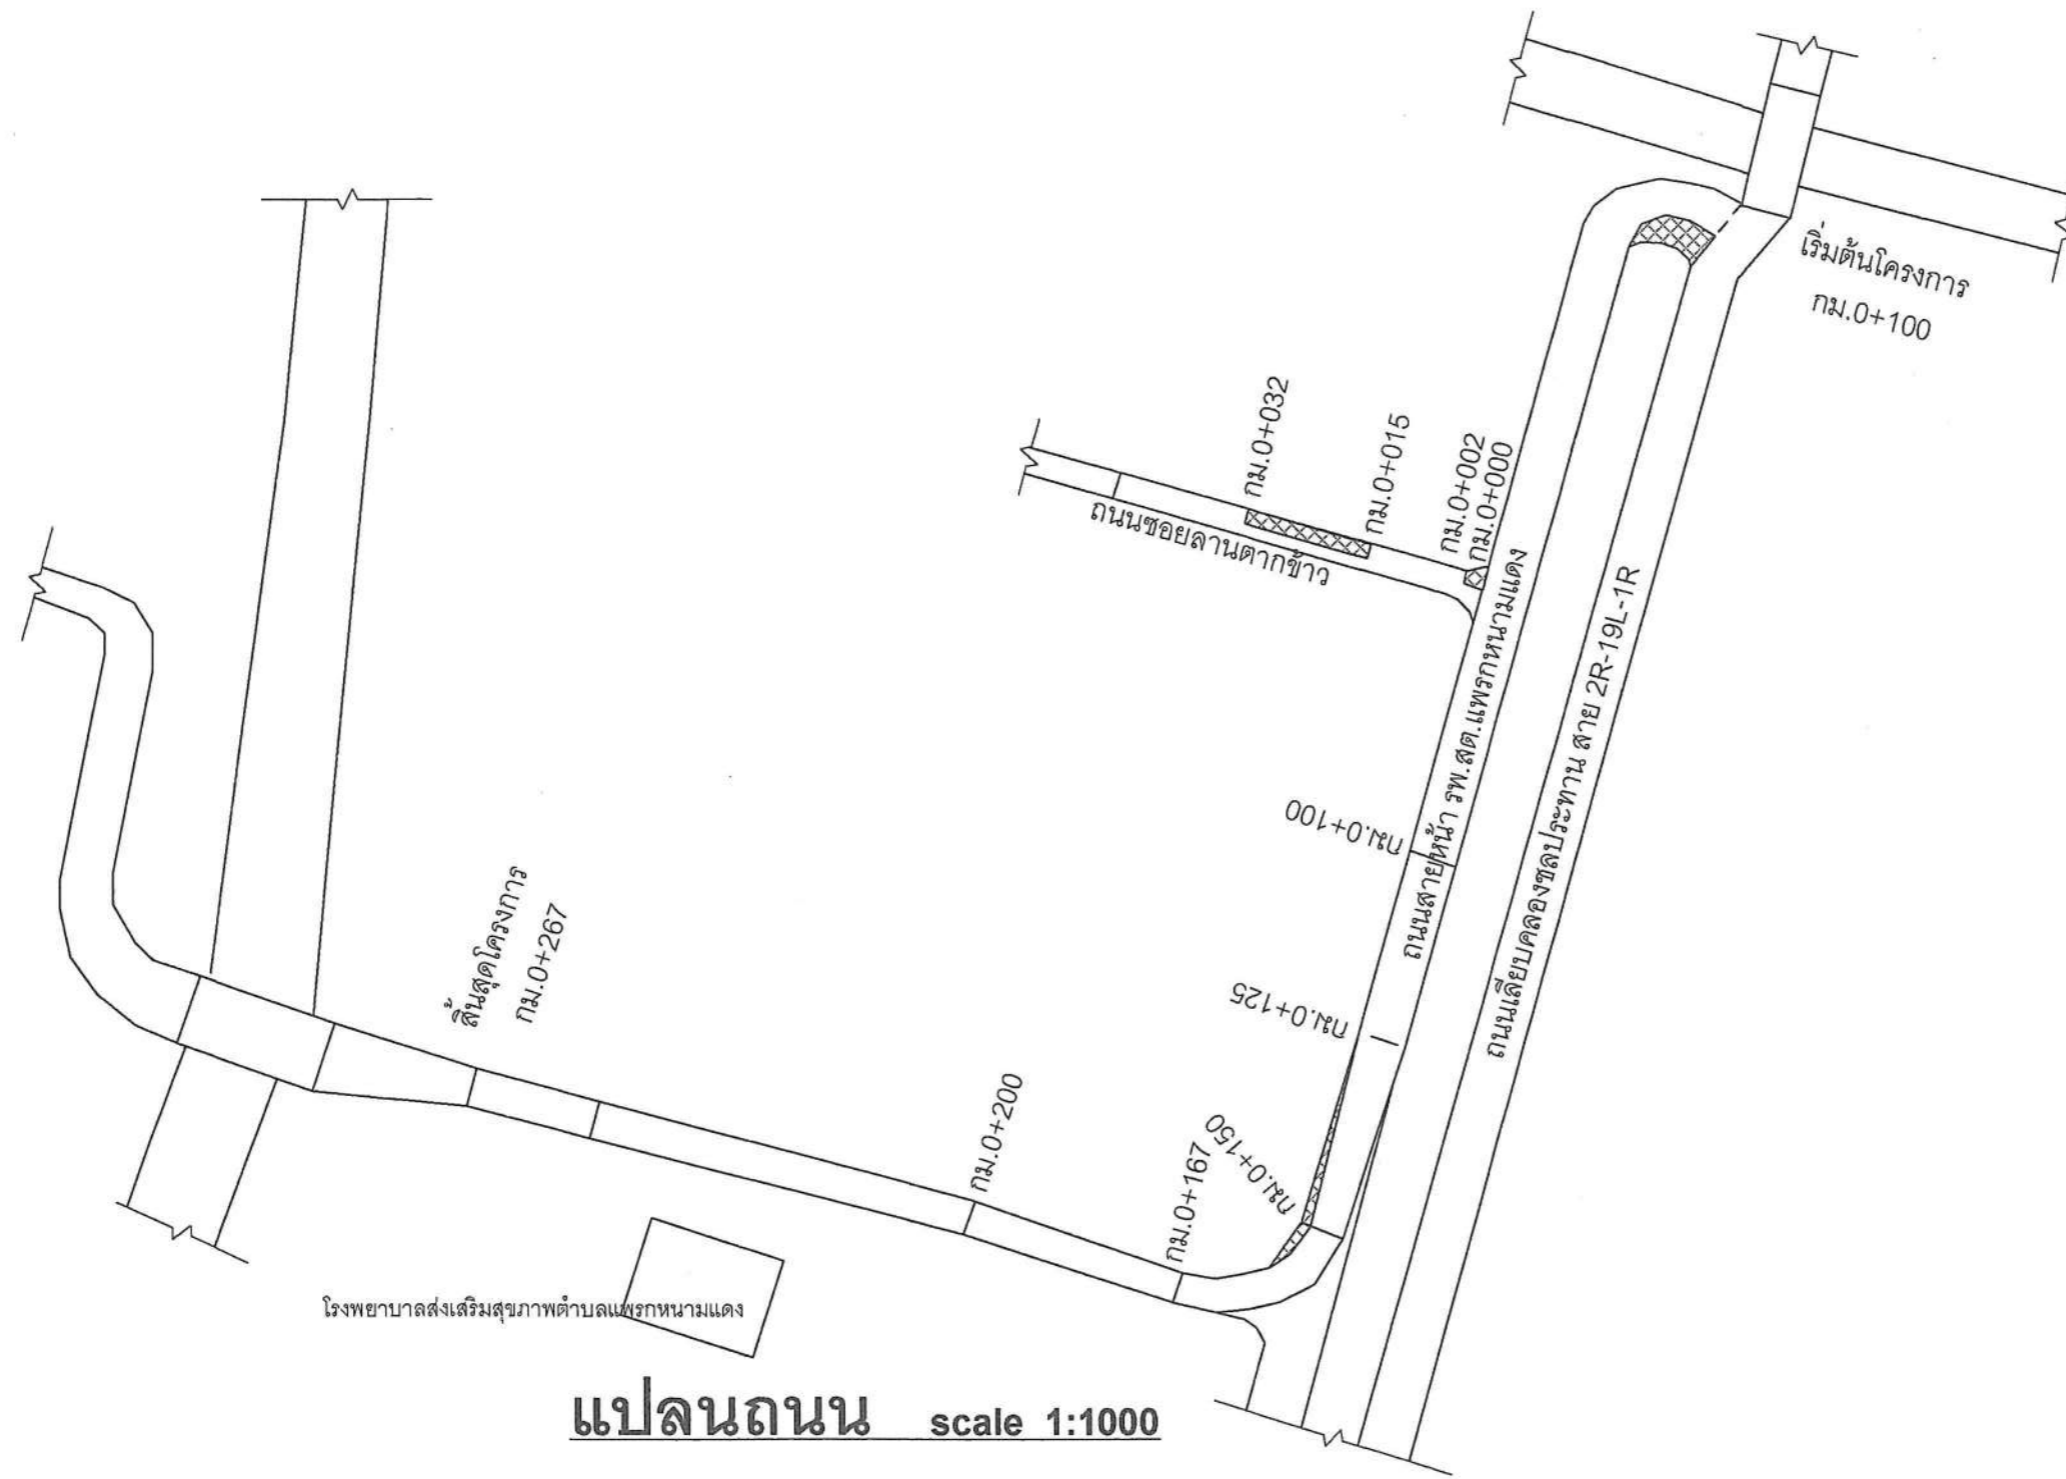 เริ่มต้นโครงการ
กม.0+100
กม.0+032
กม.0+015
กม.0+002
กม.0+000
ถนนซอยลานตากข้าว
ถนนสายหน้า รพ.สต.แพรกหนามแดง
ถนนเลียบคลองชลประทาน สาย 2R-19L-1R
กม.0+100
กม.0+125
กม.0+150
กม.0+167
กม.0+200
สิ้นสุดโครงการ
กม.0+267
โรงพยาบาลส่งเสริมสุขภาพตำบลแพรกหนามแดง
แปลนถนน scale 1:1000